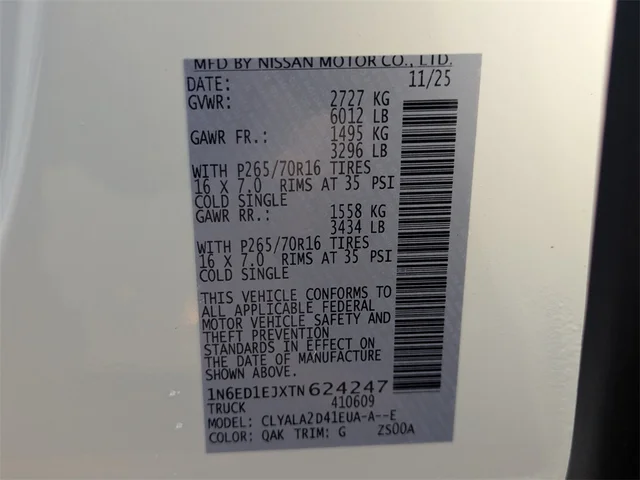 MFD BY NISSAN MOTOR CO., LTD.
DATE: 11/25
GVWR: 2727 KG
6012 LB
GAWR FR.: 1495 KG
3296 LB
WITH P265/70R16 TIRES
16 X 7.0 RIMS AT 35 PSI
COLD SINGLE
GAWR RR.: 1558 KG
3434 LB
WITH P265/70R16 TIRES
16 X 7.0 RIMS AT 35 PSI
COLD SINGLE
THIS VEHICLE CONFORMS TO
ALL APPLICABLE FEDERAL
MOTOR VEHICLE SAFETY AND
THEFT PREVENTION
STANDARDS IN EFFECT ON
THE DATE OF MANUFACTURE
SHOWN ABOVE.
1N6ED1EJXTN624247
TRUCK 410609
MODEL: CLYALA2D41EUA-A--E
COLOR: QAK TRIM: G ZS00A